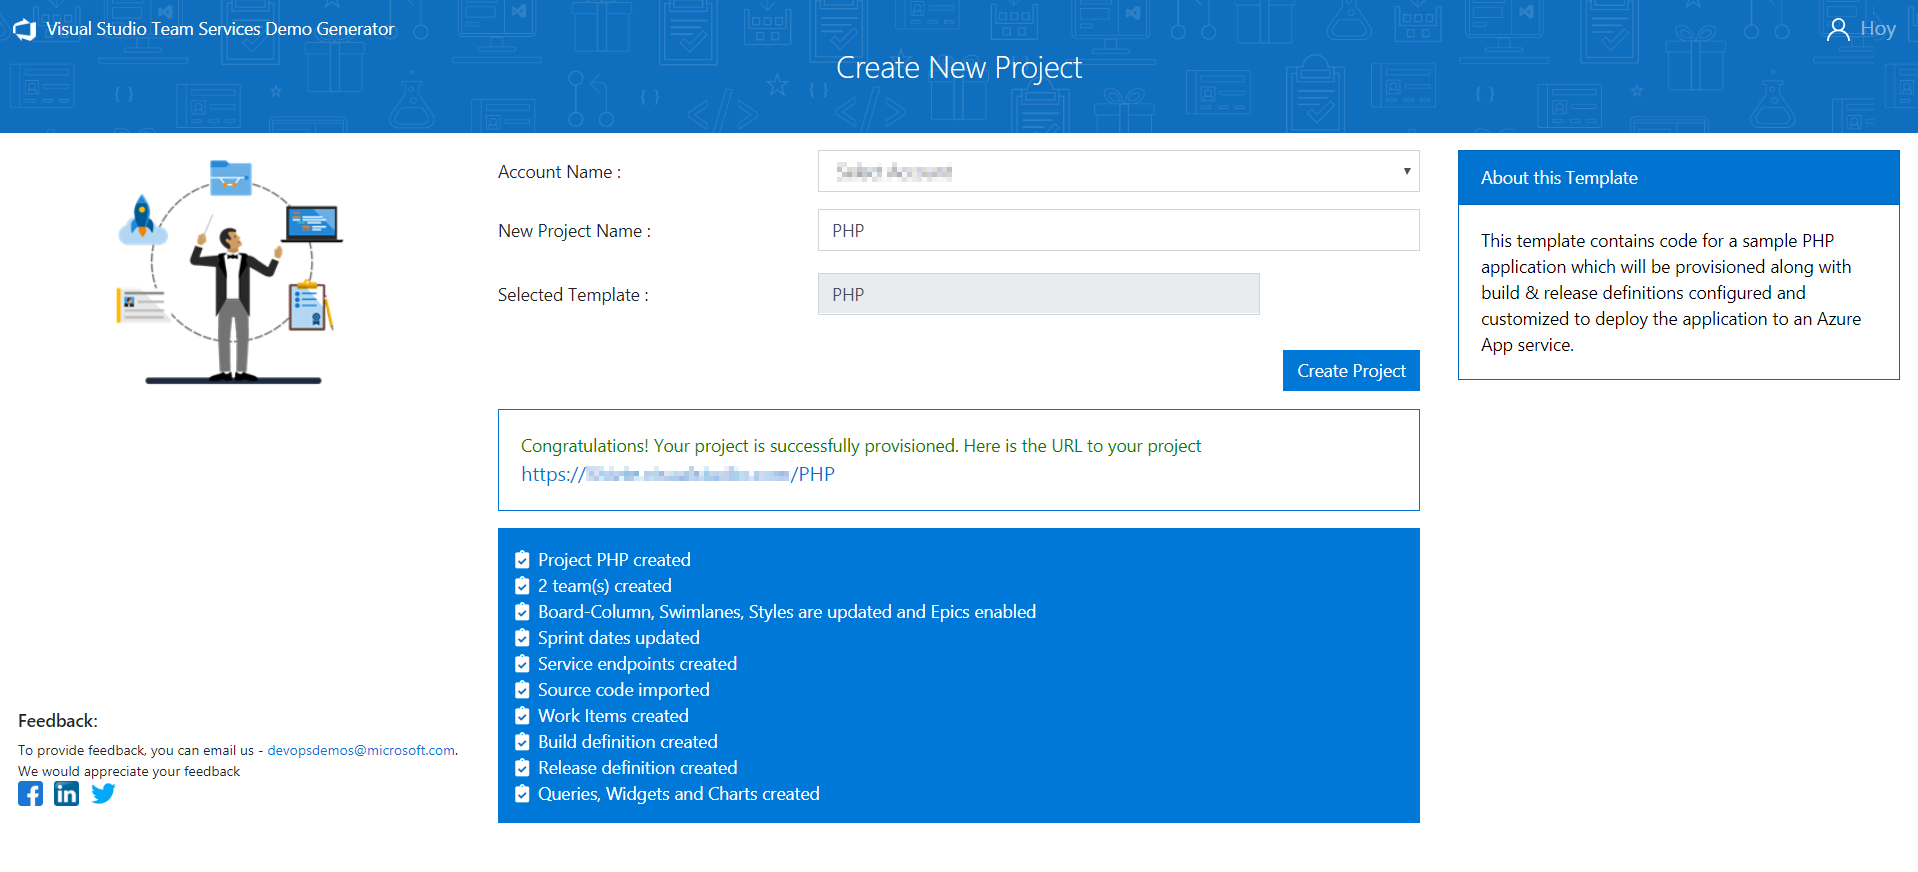 Visual Studio Team Services Demo Generator
Hoy
Create New Project
Account Name :
New Project Name :
PHP
Selected Template :
PHP
Create Project
Congratulations! Your project is successfully provisioned. Here is the URL to your project
https:// /PHP
Project PHP created
2 team(s) created
Board-Column, Swimlanes, Styles are updated and Epics enabled
Sprint dates updated
Service endpoints created
Source code imported
Work Items created
Build definition created
Release definition created
Queries, Widgets and Charts created
About this Template
This template contains code for a sample PHP
application which will be provisioned along with
build & release definitions configured and
customized to deploy the application to an Azure
App service.
Feedback:
To provide feedback, you can email us - devopsdemos@microsoft.com.
We would appreciate your feedback